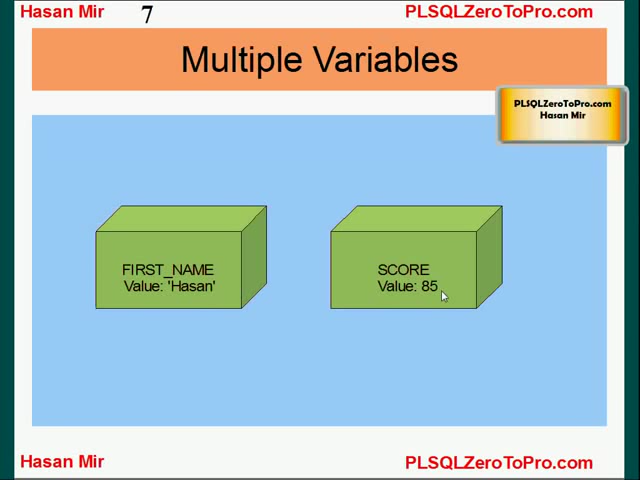 Hasan Mir
7
PLSQLZeroToPro.com
Multiple Variables
PLSQLZeroToPro.com
Hasan Mir
FIRST_NAME
Value: 'Hasan'
SCORE
Value: 85
Hasan Mir
PLSQLZeroToPro.com